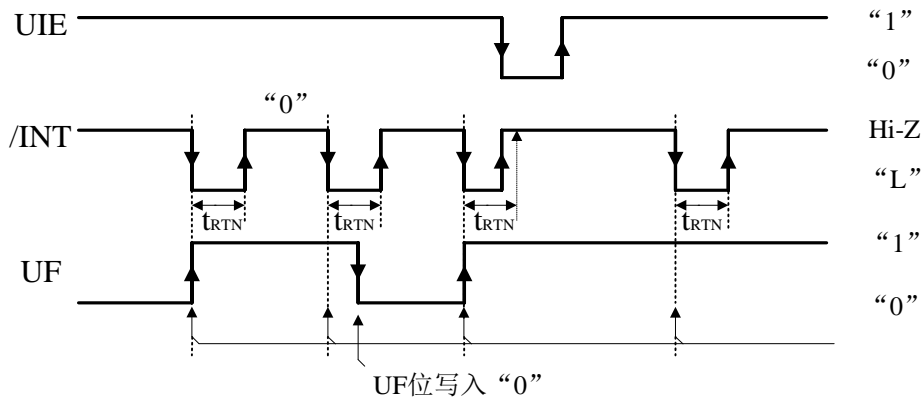 UIE
“1”
“0”
“0”
/INT
Hi-Z
“L”
tRTN
tRTN
tRTN
tRTN
“1”
UF
“0”
UF位写入“0”